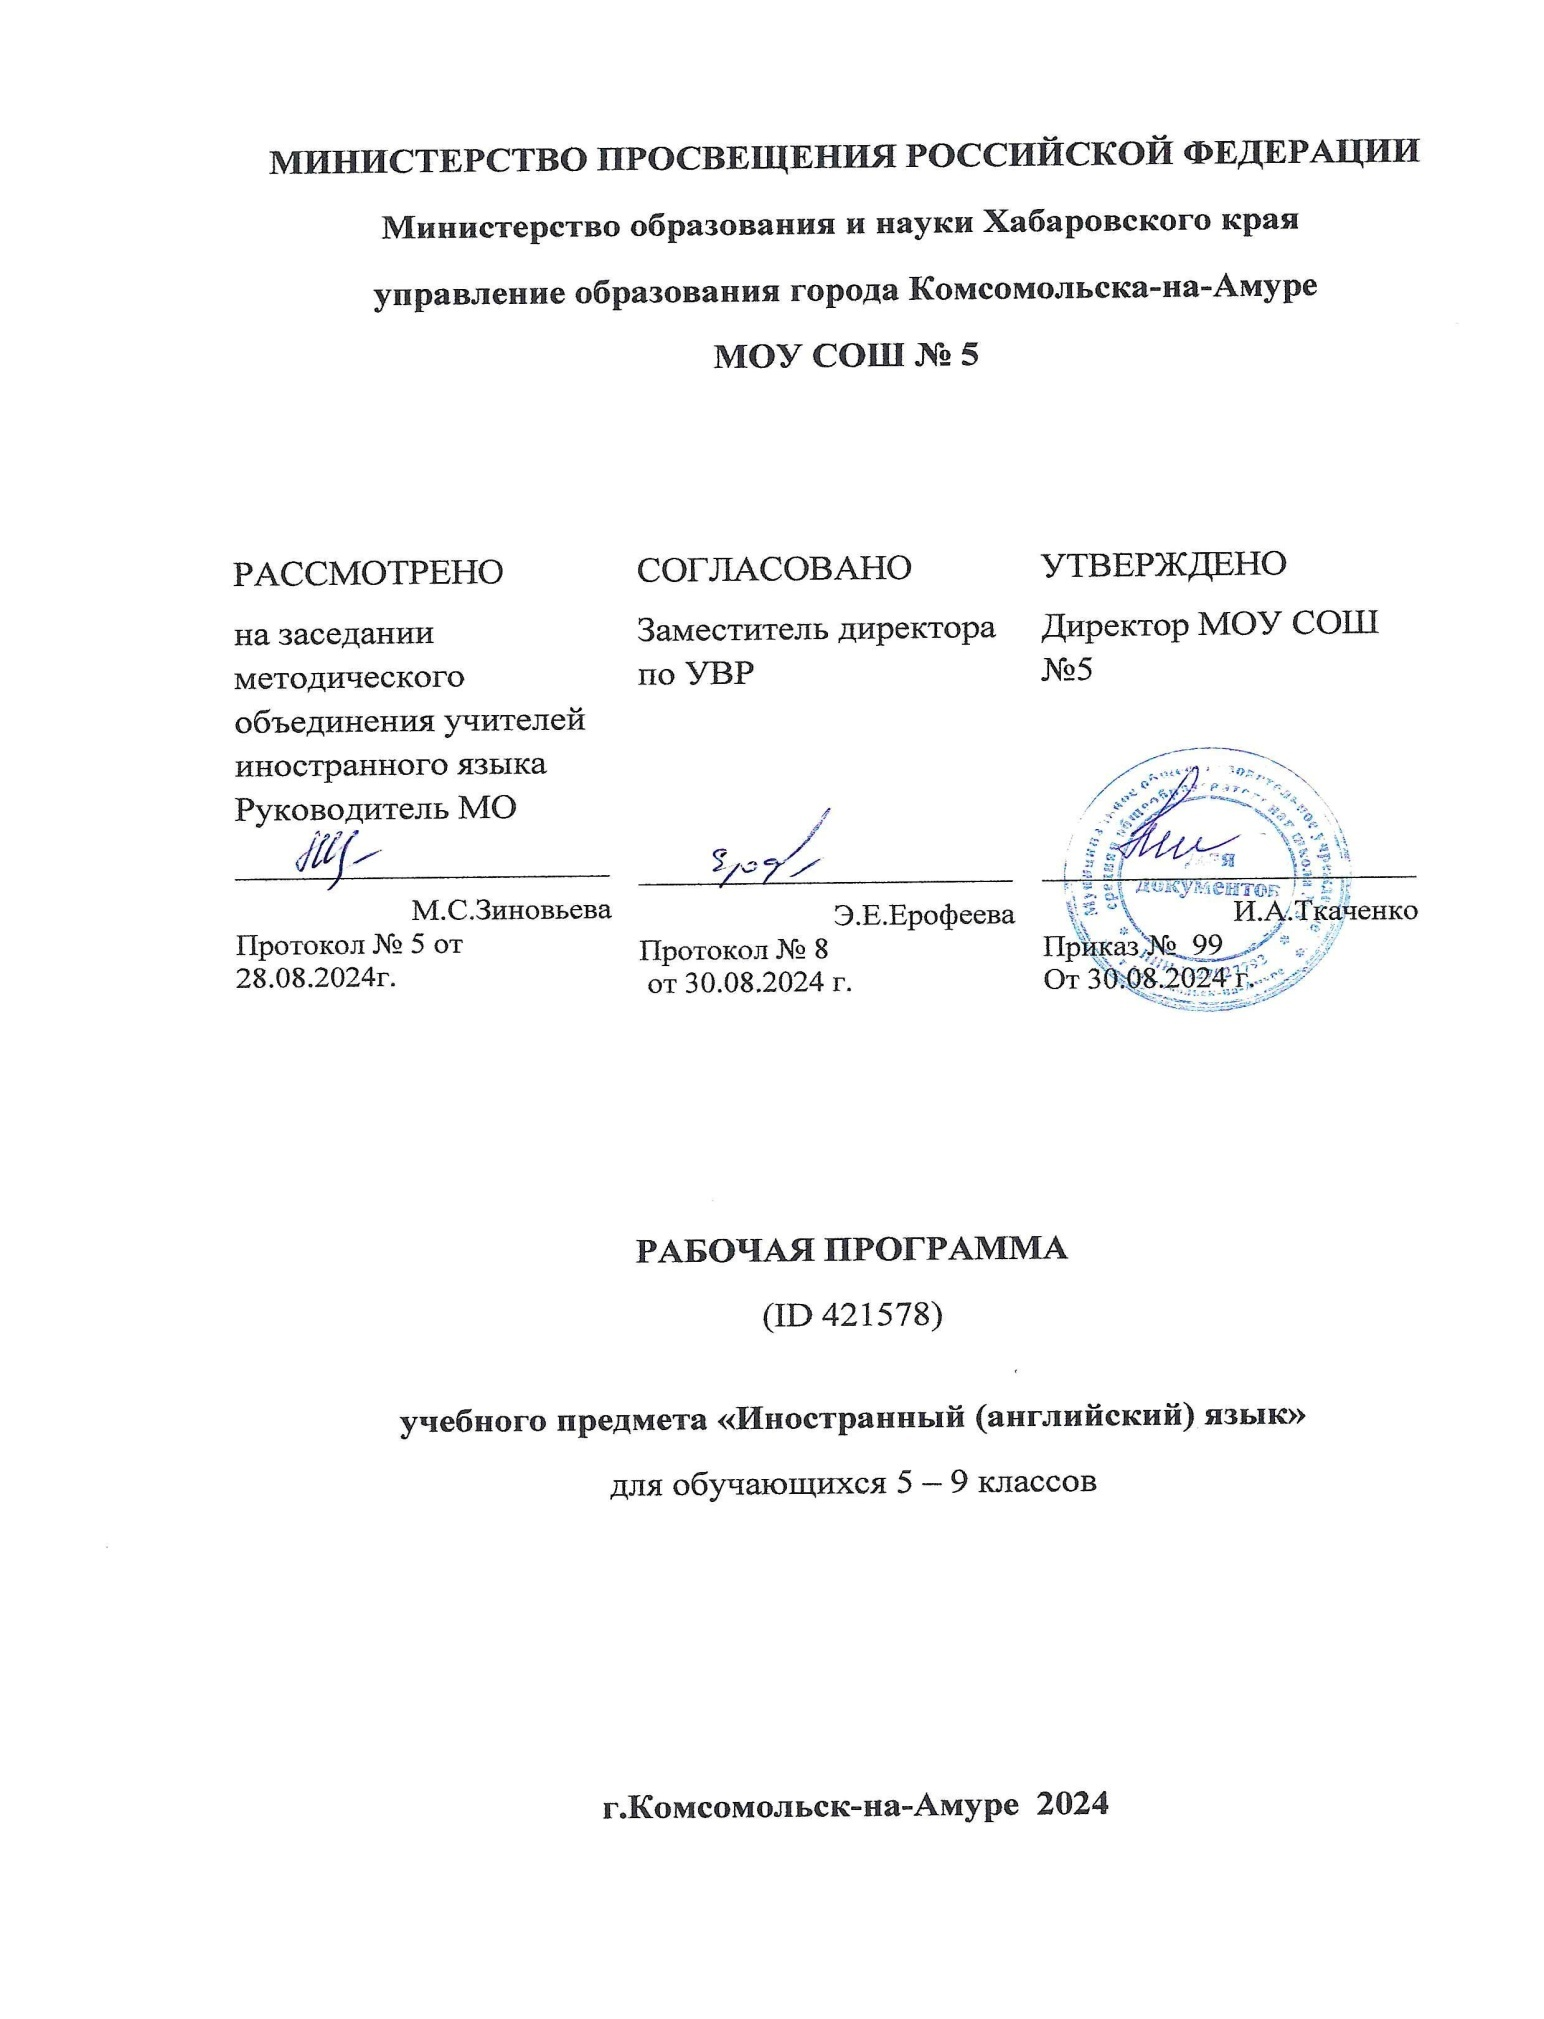 МИНИСТЕРСТВО ПРОСВЕЩЕНИЯ РОССИЙСКОЙ ФЕДЕРАЦИИ
Министерство образования и науки Хабаровского края
управление образования города Комсомольска-на-Амуре
МОУ СОШ № 5
РАССМОТРЕНО
на заседании
методического
объединения учителей
иностранного языка
Руководитель МО
М.С.Зиновьева
Протокол № 5 от
28.08.2024г.
СОГЛАСОВАНО
Заместитель директора
по УВР
Э.Е.Ерофеева
Протокол № 8
от 30.08.2024 г.
УТВЕРЖДЕНО
Директор МОУ СОШ
№5
для
документов
И.А.Ткаченко
Приказ № 99
От 30.08.2024 г.
РАБОЧАЯ ПРОГРАММА
(ID 421578)
учебного предмета «Иностранный (английский) язык»
для обучающихся 5 – 9 классов
г.Комсомольск-на-Амуре 2024